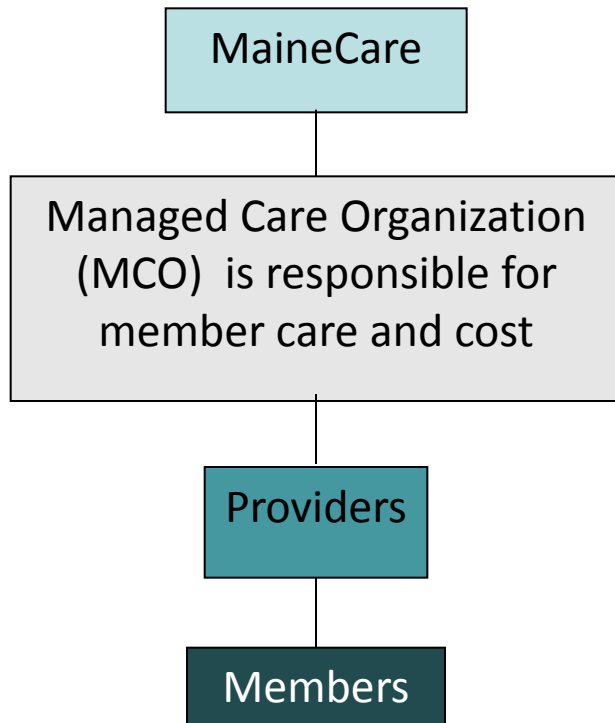 MaineCare
Managed Care Organization
(MCO)  is responsible for
member care and cost
Providers
Members